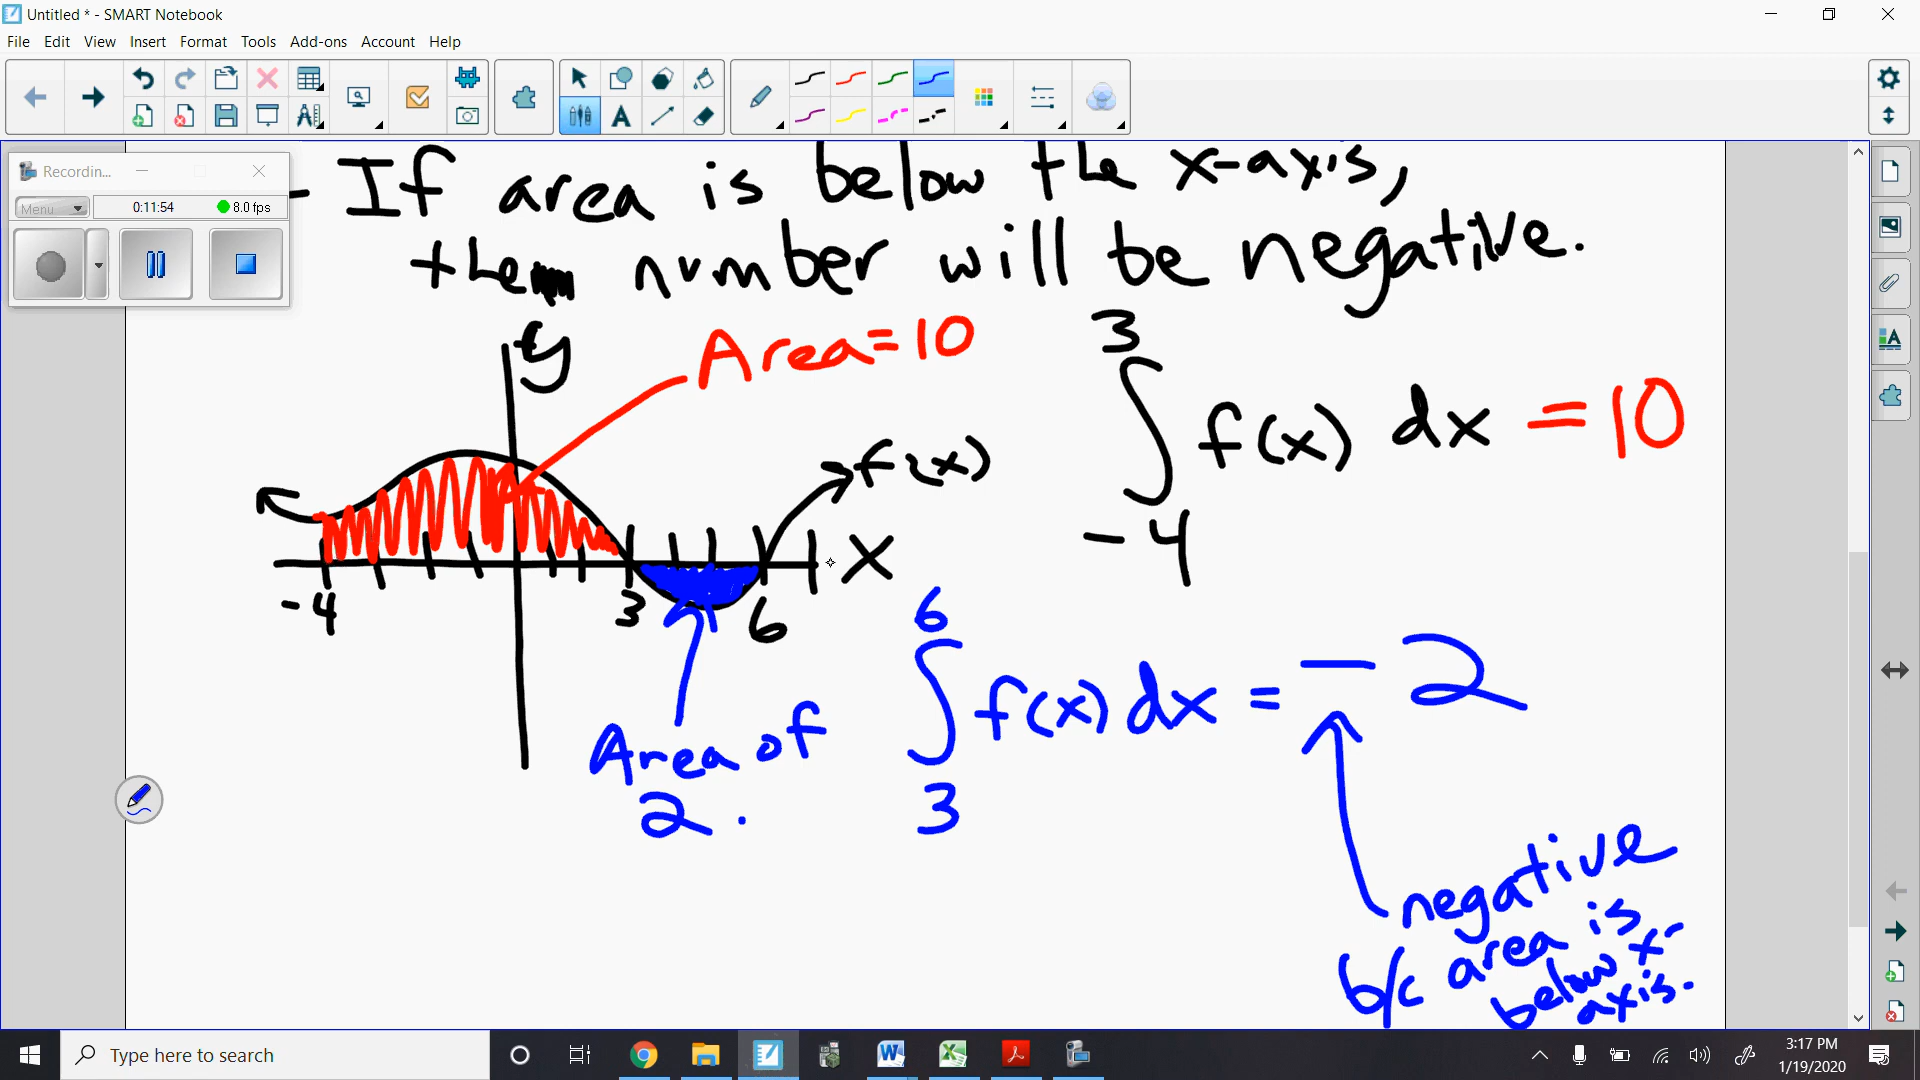 Untitled * - SMART Notebook
File Edit View Insert Format Tools Add-ons Account Help
Recordin...
Menu 0:11:54 8.0 fps
- If area is below the x-axis,
then number will be negative.
y
Area=10
3
∫ f(x) dx = 10
-4
f(x)
x
-4 3 6
6
∫ f(x) dx = -2
3
Area of
2.
negative
b/c area is
below x-
axis.
Type here to search
3:17 PM
1/19/2020